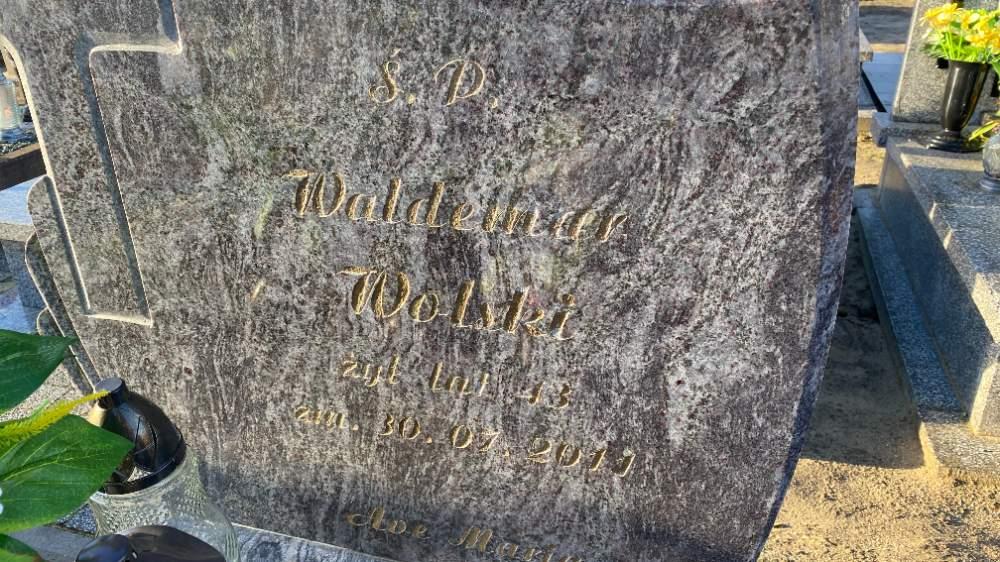 Ś. P.
Waldemar
Wolski
żył lat 43
zm. 30. 07. 2011
Ave Maria